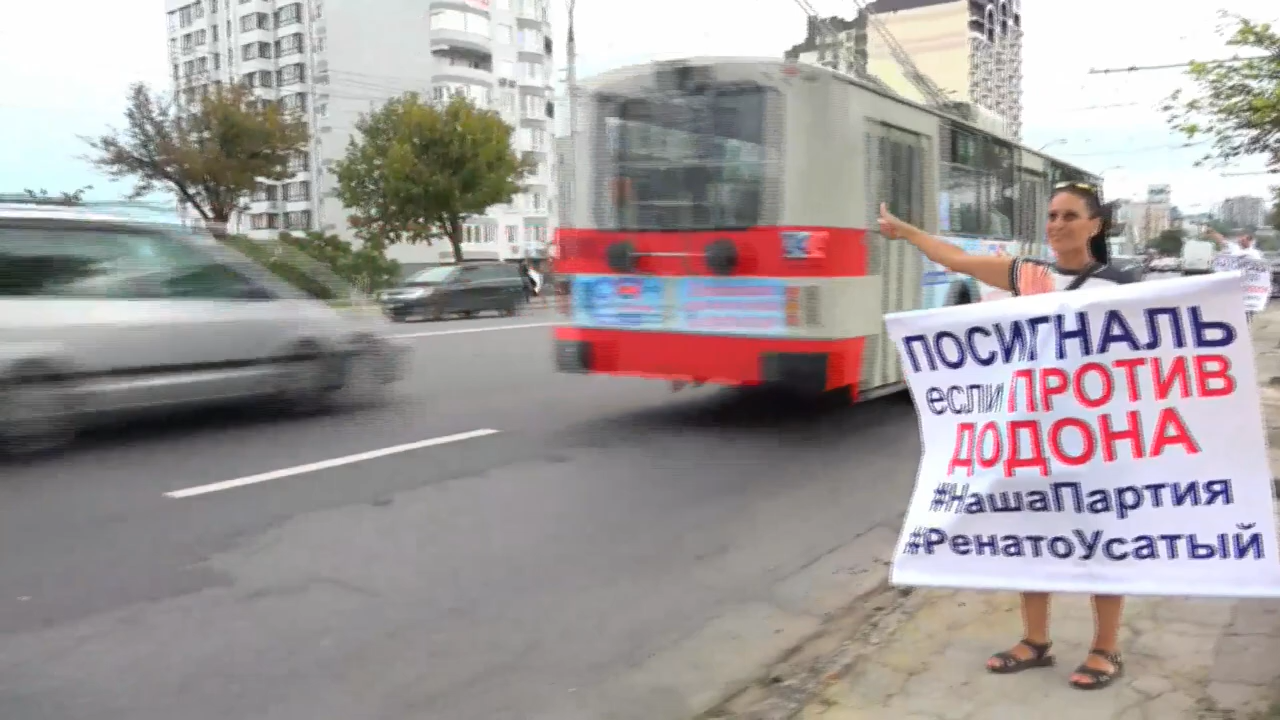 ПОСИГНАЛЬ
если ПРОТИВ
ДОДОНА
#НашаПартия
#РенатоУсатый